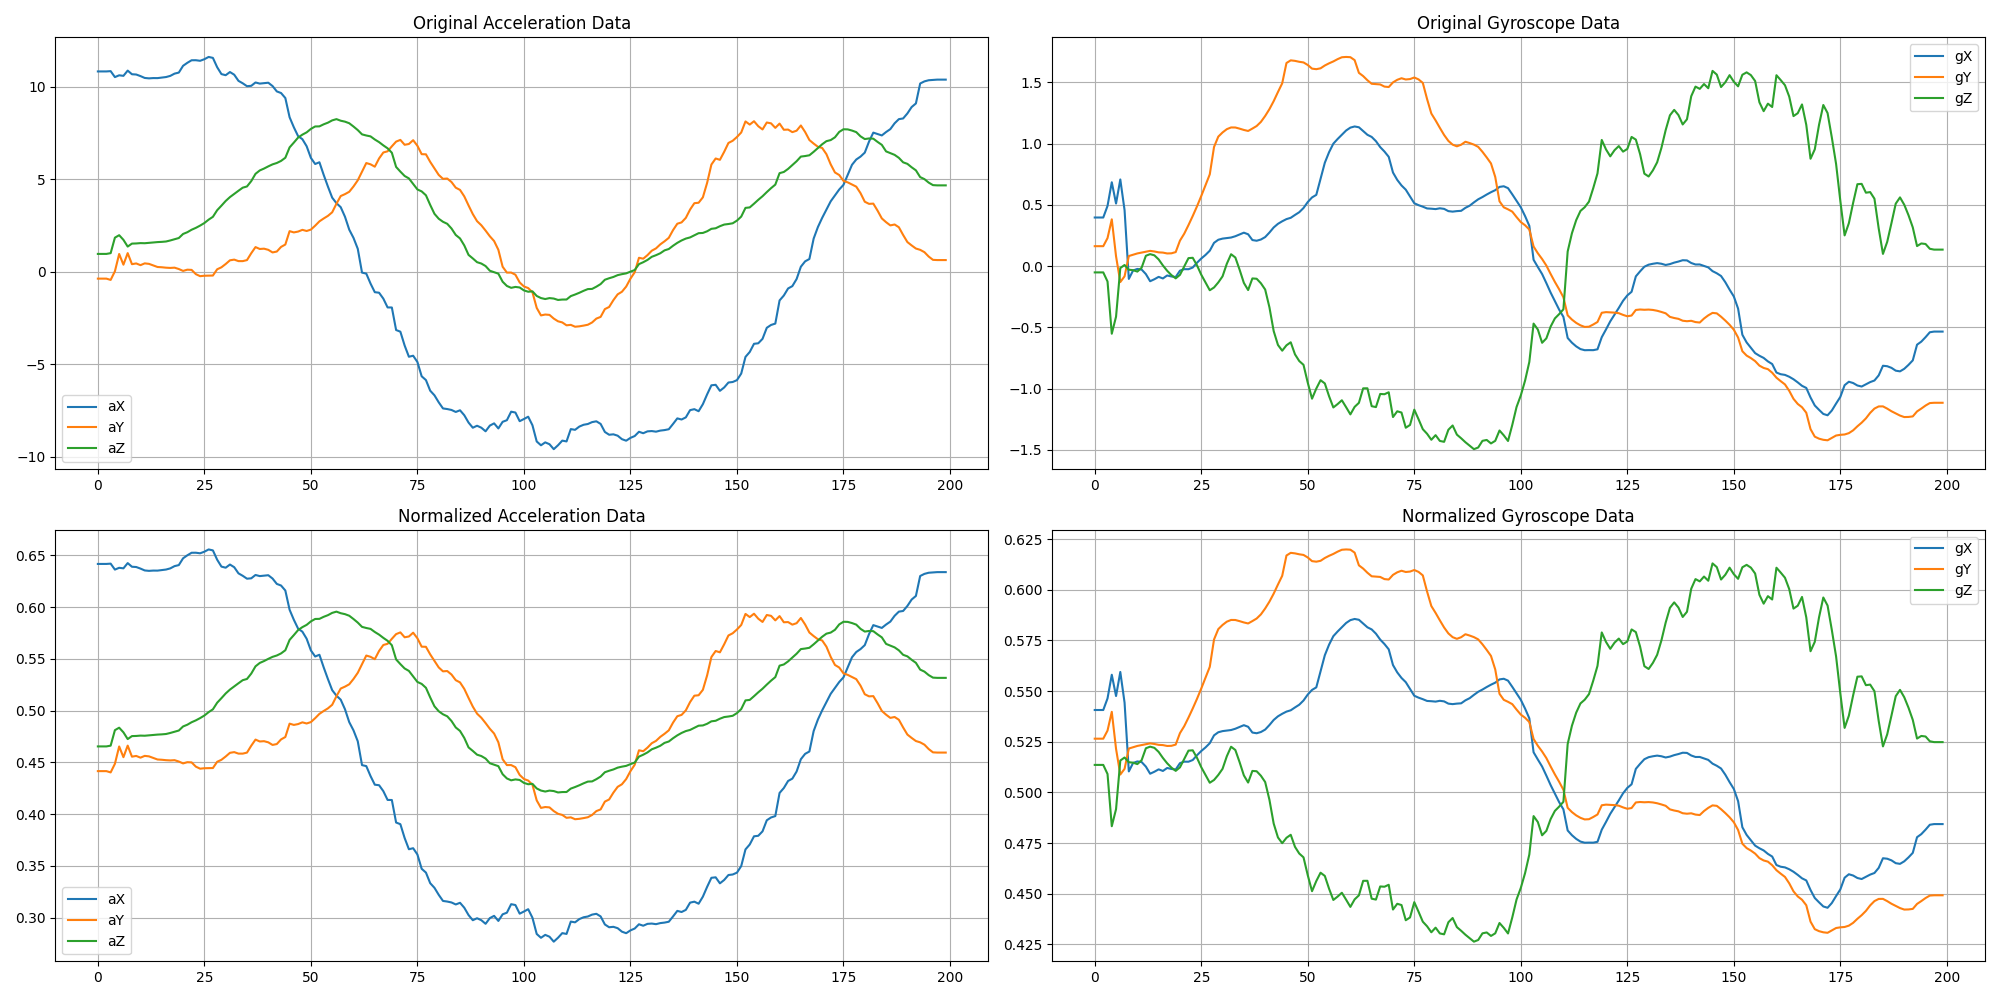 Original Acceleration Data
10
5
0
−5
−10
aX
aY
aZ
0 25 50 75 100 125 150 175 200
Original Gyroscope Data
1.5
1.0
0.5
0.0
−0.5
−1.0
−1.5
gX
gY
gZ
0 25 50 75 100 125 150 175 200
Normalized Acceleration Data
0.65
0.60
0.55
0.50
0.45
0.40
0.35
0.30
aX
aY
aZ
0 25 50 75 100 125 150 175 200
Normalized Gyroscope Data
0.625
0.600
0.575
0.550
0.525
0.500
0.475
0.450
0.425
gX
gY
gZ
0 25 50 75 100 125 150 175 200